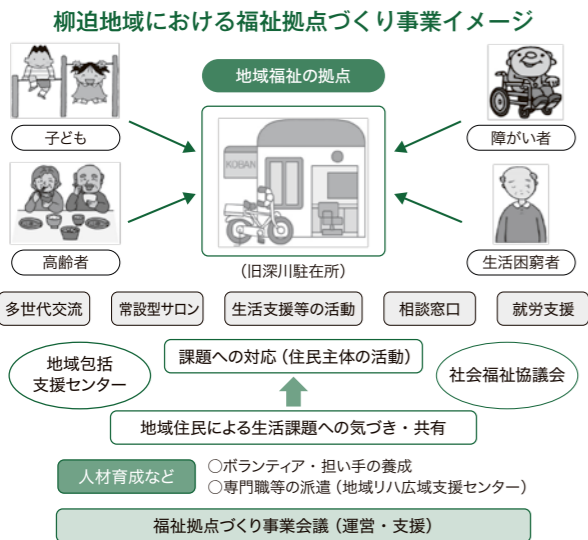 柳迫地域における福祉拠点づくり事業イメージ
地域福祉の拠点
子ども
障がい者
KOBAN
高齢者
生活困窮者
(旧深川駐在所)
多世代交流
常設型サロン
生活支援等の活動
相談窓口
就労支援
地域包括
支援センター
課題への対応(住民主体の活動)
社会福祉協議会
地域住民による生活課題への気づき・共有
人材育成など
○ボランティア・担い手の養成
○専門職等の派遣(地域リハ広域支援センター)
福祉拠点づくり事業会議(運営・支援)